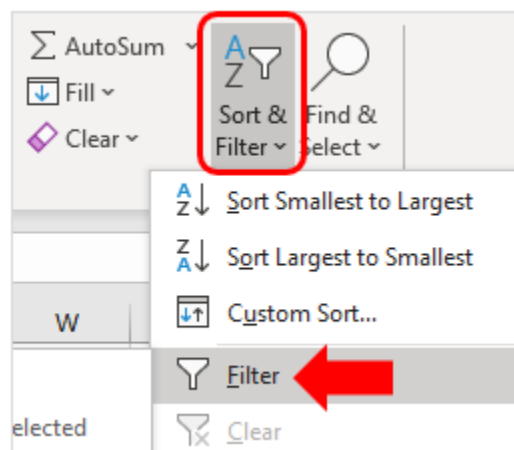 AutoSum
Fill
Clear
Sort &
Filter
Find &
Select
Sort Smallest to Largest
Sort Largest to Smallest
Custom Sort...
W
Filter
elected
Clear